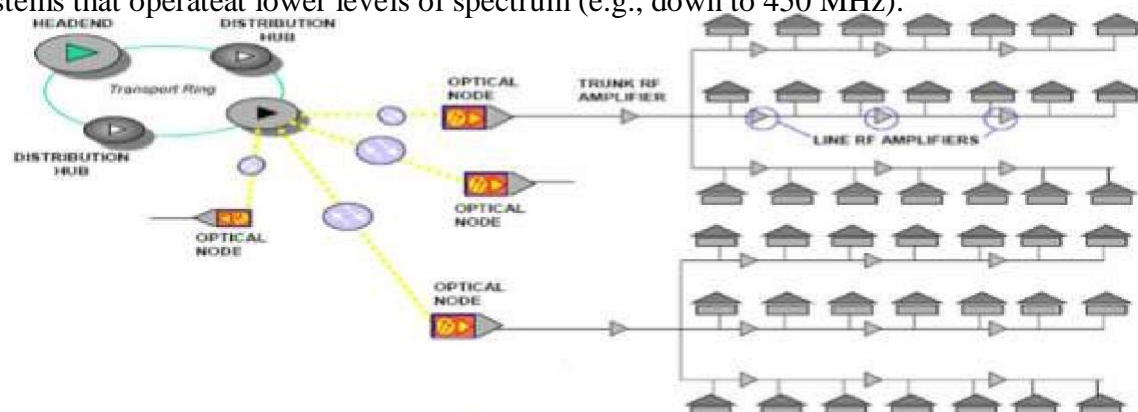 stems that operateat lower levels of spectrum (e.g., down to 450 MHz).
HEADEND
DISTRIBUTION
HUB
Transport Ring
OPTICAL
NODE
TRUNK RF
AMPLIFIER
LINE RF AMPLIFIERS
DISTRIBUTION
HUB
OPTICAL
NODE
OPTICAL
NODE
OPTICAL
NODE